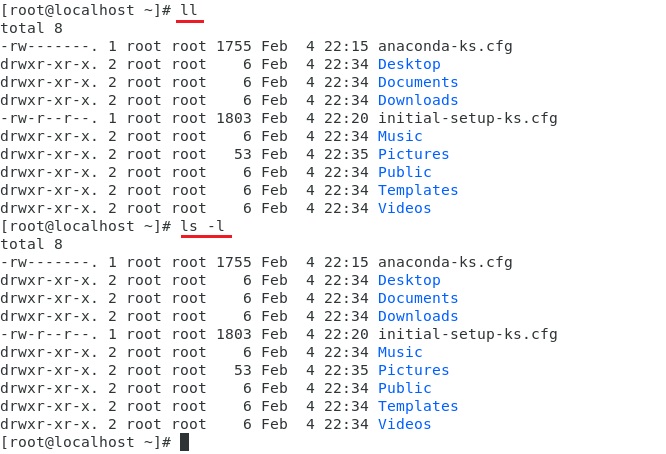 [root@localhost ~]# ll
total 8
-rw-------. 1 root root 1755 Feb  4 22:15 anaconda-ks.cfg
drwxr-xr-x. 2 root root    6 Feb  4 22:34 Desktop
drwxr-xr-x. 2 root root    6 Feb  4 22:34 Documents
drwxr-xr-x. 2 root root    6 Feb  4 22:34 Downloads
-rw-r--r--. 1 root root 1803 Feb  4 22:20 initial-setup-ks.cfg
drwxr-xr-x. 2 root root    6 Feb  4 22:34 Music
drwxr-xr-x. 2 root root   53 Feb  4 22:35 Pictures
drwxr-xr-x. 2 root root    6 Feb  4 22:34 Public
drwxr-xr-x. 2 root root    6 Feb  4 22:34 Templates
drwxr-xr-x. 2 root root    6 Feb  4 22:34 Videos
[root@localhost ~]# ls -l
total 8
-rw-------. 1 root root 1755 Feb  4 22:15 anaconda-ks.cfg
drwxr-xr-x. 2 root root    6 Feb  4 22:34 Desktop
drwxr-xr-x. 2 root root    6 Feb  4 22:34 Documents
drwxr-xr-x. 2 root root    6 Feb  4 22:34 Downloads
-rw-r--r--. 1 root root 1803 Feb  4 22:20 initial-setup-ks.cfg
drwxr-xr-x. 2 root root    6 Feb  4 22:34 Music
drwxr-xr-x. 2 root root   53 Feb  4 22:35 Pictures
drwxr-xr-x. 2 root root    6 Feb  4 22:34 Public
drwxr-xr-x. 2 root root    6 Feb  4 22:34 Templates
drwxr-xr-x. 2 root root    6 Feb  4 22:34 Videos
[root@localhost ~]#